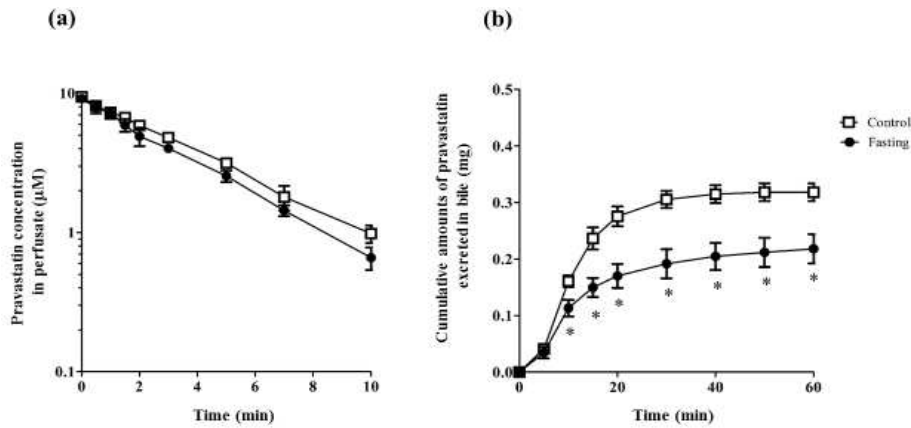 (a)
Pravastatin concentration
in perfusate (µM)
10
1
0.1
0
2
4
6
8
10
Time (min)
(b)
Cumulative amounts of pravastatin
excreted in bile (mg)
0.5
0.4
0.3
0.2
0.1
0.0
0
20
40
60
* * * * * * *
Time (min)
Control
Fasting